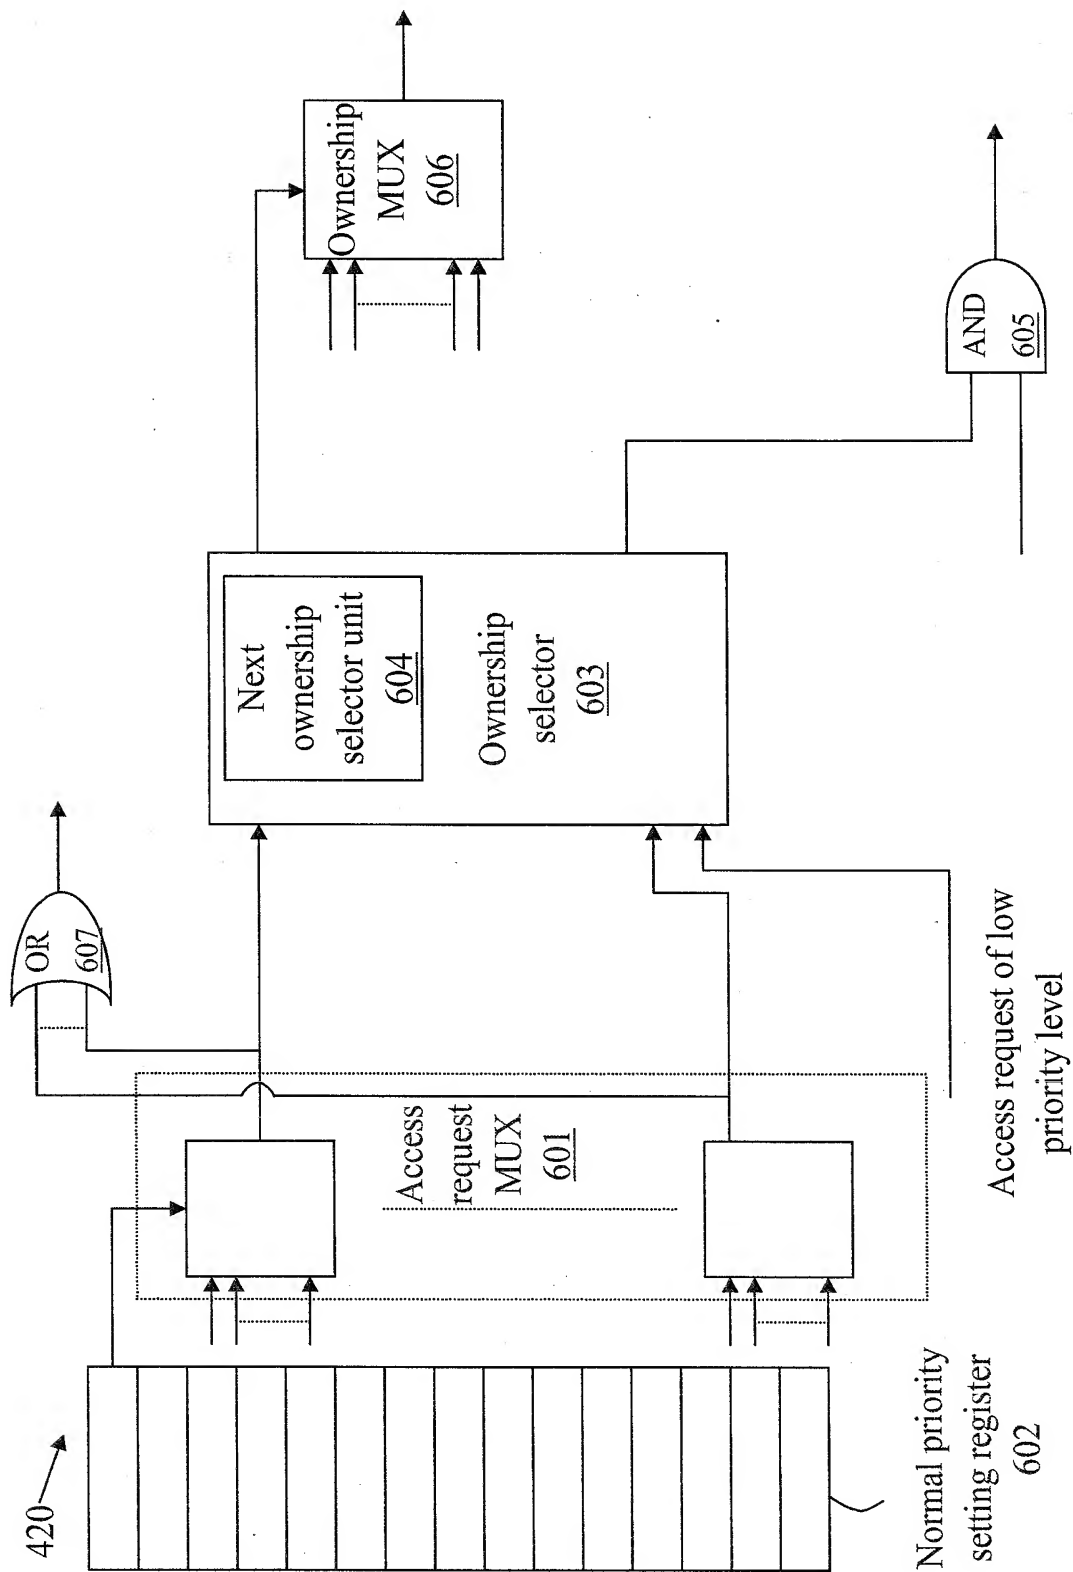 420
Normal priority
setting register
602
Access
request
MUX
601
OR
607
Access request of low
priority level
Next
ownership
selector unit
604
Ownership
selector
603
Ownership
MUX
606
AND
605